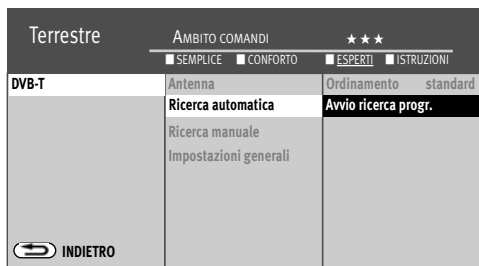 Terrestre
AMBITO COMANDI ★★★
SEMPLICE CONFORTO ESPERTI ISTRUZIONI
DVB-T
Antenna
Ricerca automatica
Ricerca manuale
Impostazioni generali
Ordinamento standard
Avvio ricerca progr.
INDIETRO